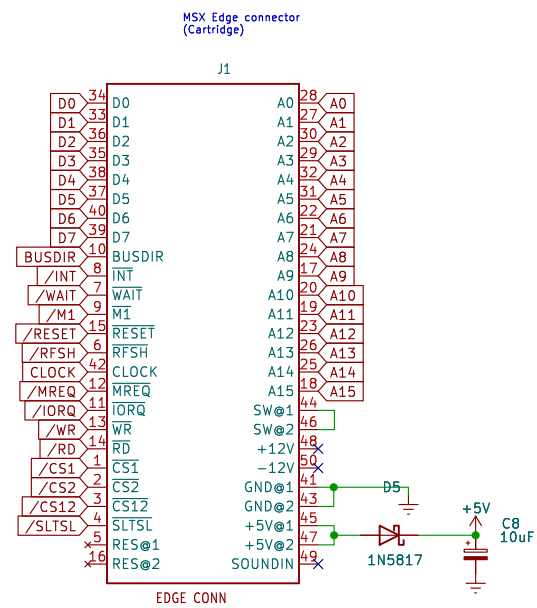 MSX Edge connector
(Cartridge)
J1
D0 34 D0 A0 28 A0
D1 33 D1 A1 27 A1
D2 36 D2 A2 30 A2
D3 35 D3 A3 29 A3
D4 38 D4 A4 32 A4
D5 37 D5 A5 31 A5
D6 40 D6 A6 22 A6
D7 39 D7 A7 21 A7
BUSDIR 10 BUSDIR A8 24 A8
/INT 8 INT A9 17 A9
/WAIT 7 WAIT A10 20 A10
/M1 9 M1 A11 19 A11
/RESET 15 RESET A12 23 A12
/RFSH 6 RFSH A13 26 A13
CLOCK 42 CLOCK A14 25 A14
/MREQ 12 MREQ A15 18 A15
/IORQ 11 IORQ SW@1 44
/WR 13 WR SW@2 46
/RD 14 RD +12V 48
/CS1 1 CS1 -12V 50
/CS2 2 CS2 GND@1 41 D5
/CS12 3 CS12 GND@2 43
/SLTSL 4 SLTSL +5V@1 45 +5V
5 RES@1 +5V@2 47 1N5817 C8
16 RES@2 SOUNDIN 49 10uF
EDGE CONN